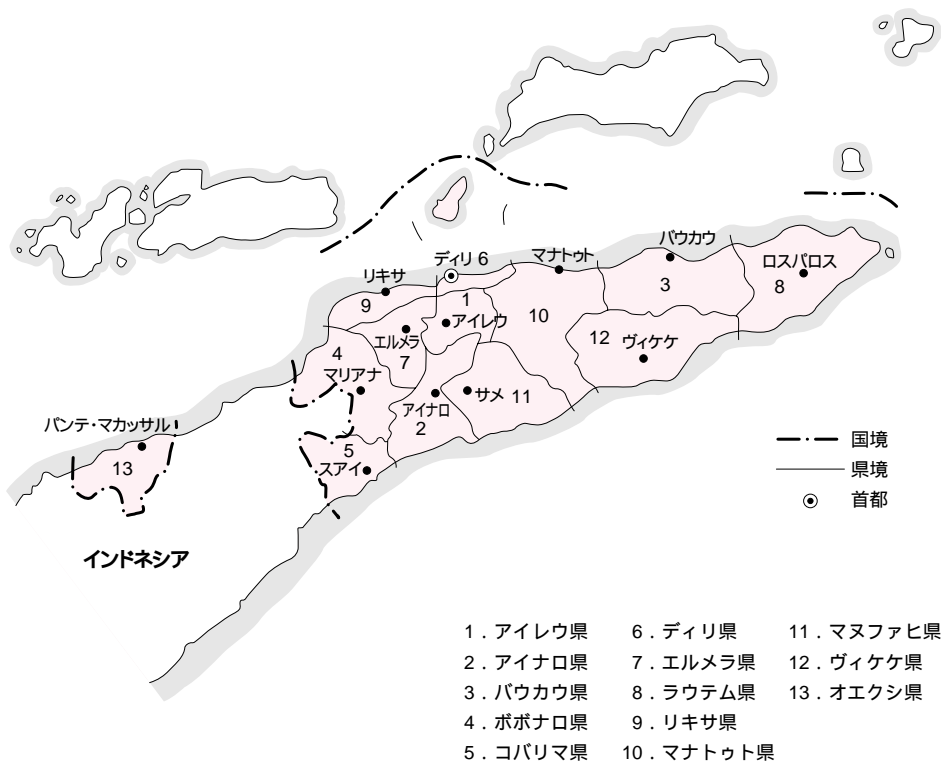 バウカウ
マナトゥト
ディリ 6
ロスパロス
リキサ
8
3
9
1
10
アイレウ
12
ヴィケケ
エルメラ
4
7
マリアナ
サメ 11
アイナロ
2
パンテ・マカッサル
5
スアイ
13
国境
県境
首都
インドネシア
1．アイレウ県
2．アイナロ県
3．バウカウ県
4．ボボナロ県
5．コバリマ県
6．ディリ県
7．エルメラ県
8．ラウテム県
9．リキサ県
10．マナトゥト県
11．マヌファヒ県
12．ヴィケケ県
13．オエクシ県